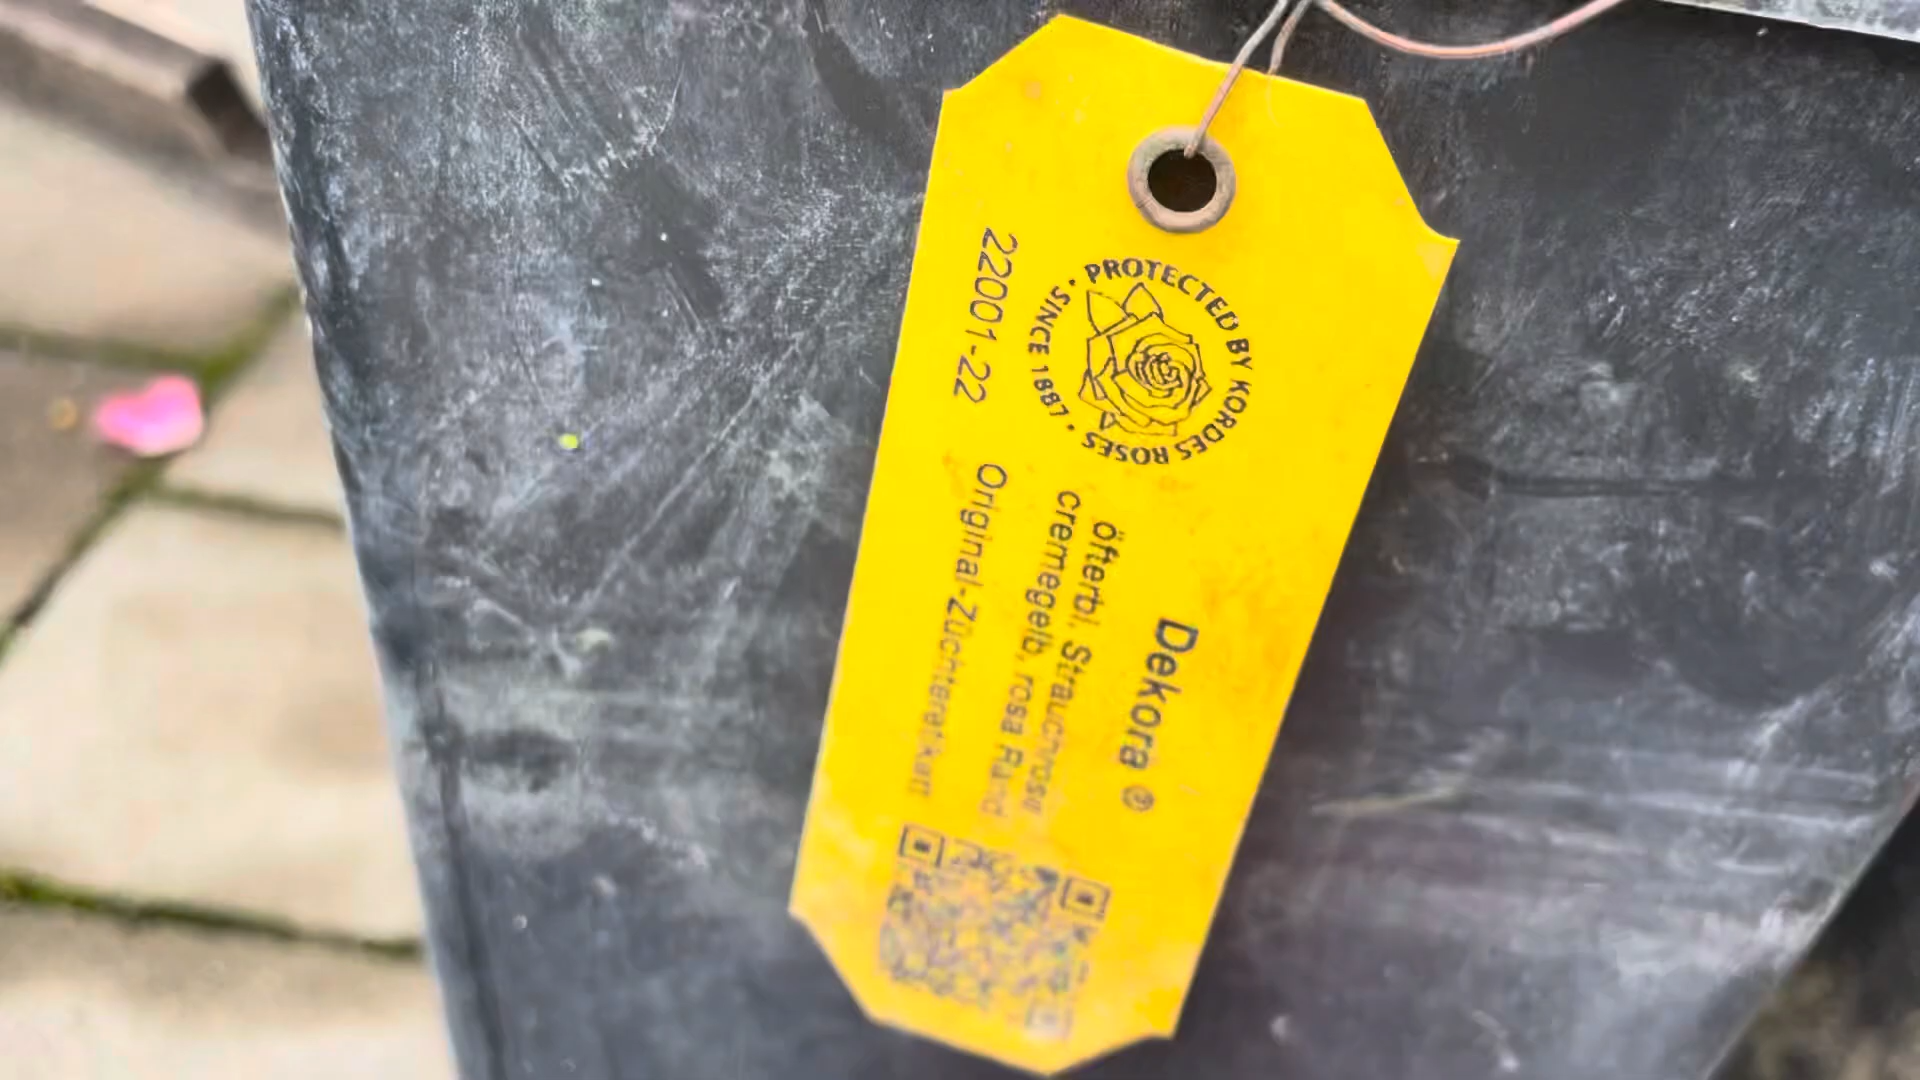 PROTECTED BY KORDES ROSES · SINCE 1887 ·
Dekora ®
öfterbl. Strauchrose
cremegelb, rosa Rand
22001-22 Original-Züchteretikett